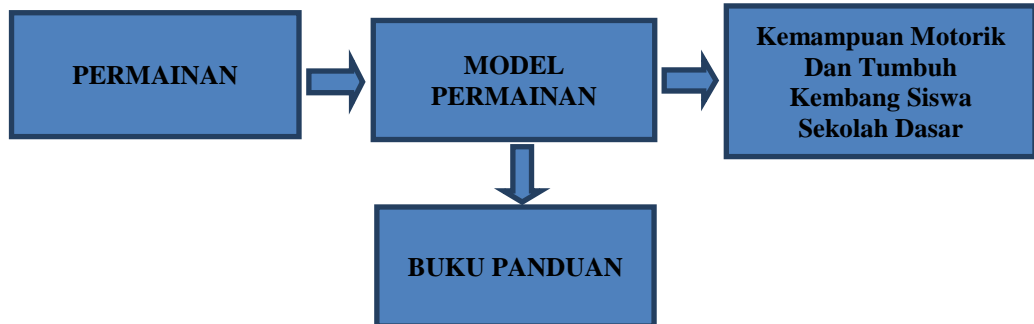 PERMAINAN
MODEL
PERMAINAN
Kemampuan Motorik
Dan Tumbuh
Kembang Siswa
Sekolah Dasar
BUKU PANDUAN